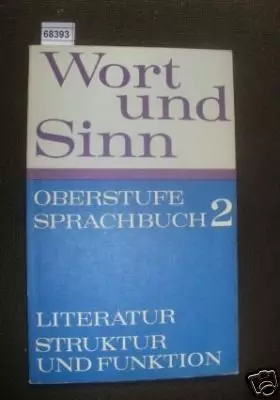 68393
Wort
und
Sinn
OBERSTUFE
SPRACHBUCH 2
LITERATUR
STRUKTUR
UND FUNKTION